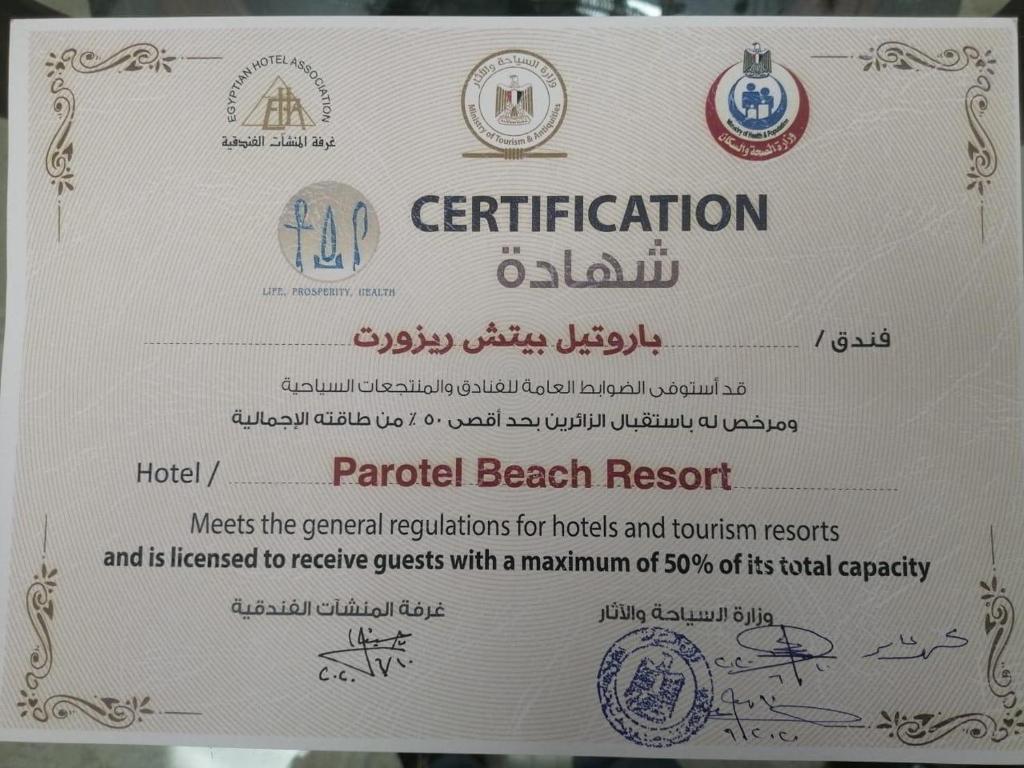 EGYPTIAN HOTEL ASSOCIATION
EHA
غرفة المنشآت الفندقية
وزارة السياحة والآثار
Ministry of Tourism & Antiquities
Ministry of Health & Population
وزارة الصحة والسكان
LIFE, PROSPERITY, HEALTH
CERTIFICATION
شهادة
فندق / باروتيل بيتش ريزورت
قد أستوفى الضوابط العامة للفنادق والمنتجعات السياحية
ومرخص له باستقبال الزائرين بحد أقصى ٥٠ ٪ من طاقته الإجمالية
Hotel / Parotel Beach Resort
Meets the general regulations for hotels and tourism resorts
and is licensed to receive guests with a maximum of 50% of its total capacity
وزارة السياحة والآثار
غرفة المنشآت الفندقية